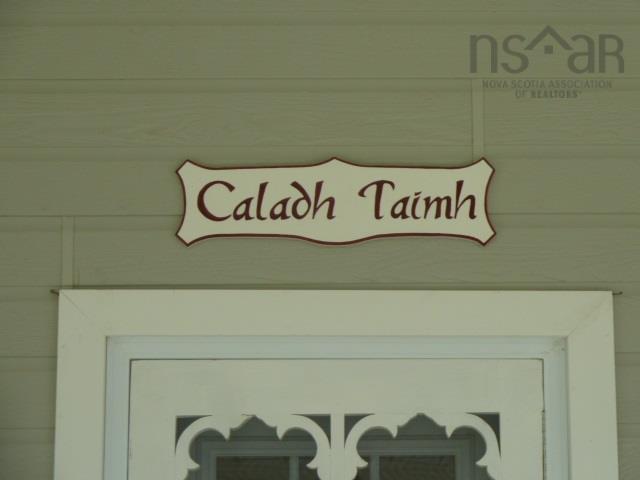 nsar
NOVA SCOTIA ASSOCIATION
OF REALTORS®
Caladh Taimh